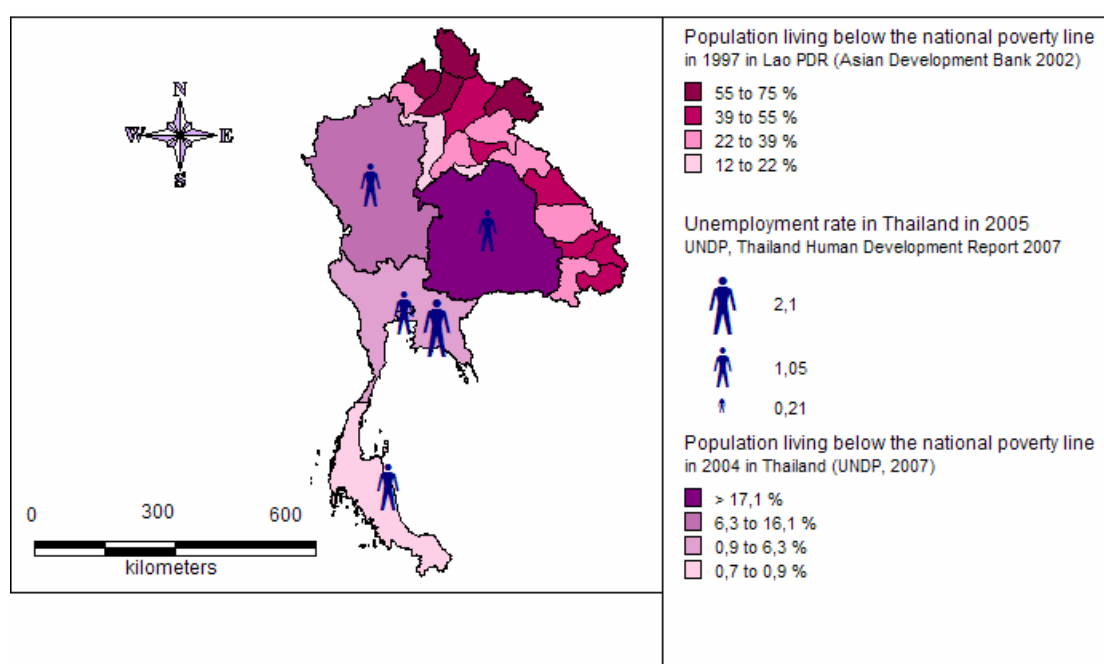 N
W E
S
0 300 600
kilometers
Population living below the national poverty line
in 1997 in Lao PDR (Asian Development Bank 2002)
55 to 75 %
39 to 55 %
22 to 39 %
12 to 22 %
Unemployment rate in Thailand in 2005
UNDP, Thailand Human Development Report 2007
2,1
1,05
0,21
Population living below the national poverty line
in 2004 in Thailand (UNDP, 2007)
> 17,1 %
6,3 to 16,1 %
0,9 to 6,3 %
0,7 to 0,9 %